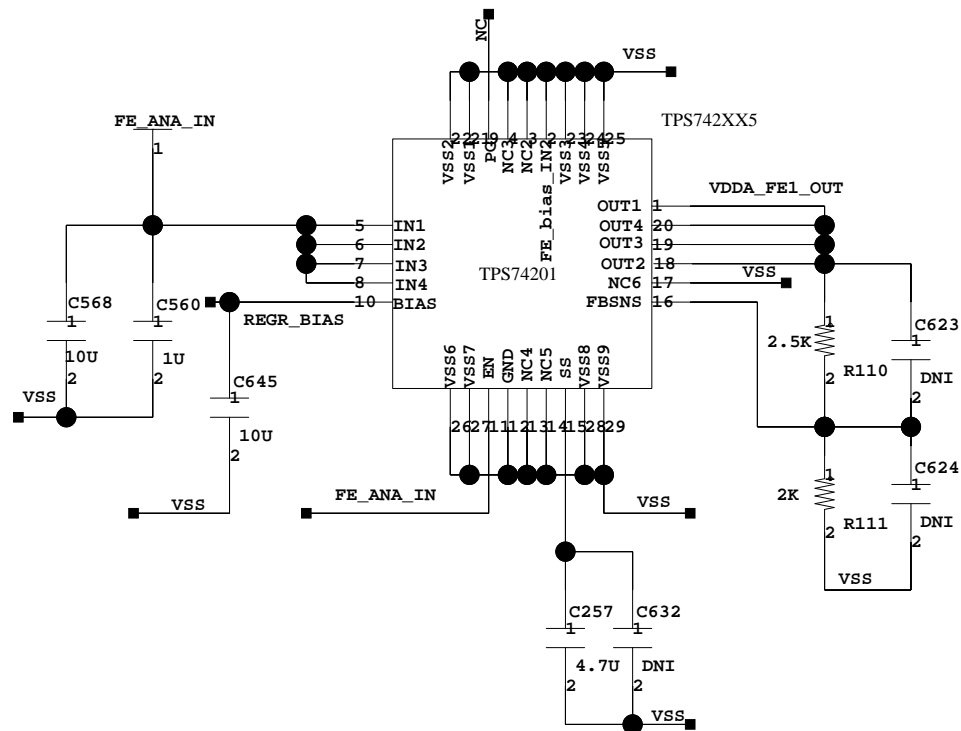 NC
VSS
FE_ANA_IN
1
TPS742XX5
2
VSS2
22
VSS1
21
PG
9
NC3
4
NC2
3
FE_bias_IN2
2
VSS3
23
VSS4
24
VSS5
25
VDDA_FE1_OUT
5 IN1
6 IN2
7 IN3
8 IN4
10 BIAS
TPS74201
OUT1 1
OUT4 20
OUT3 19
OUT2 18
NC6 17
VSS
FBSNS 16
REGR_BIAS
C568
1
10U
2
C560
1
1U
2
VSS
C645
1
10U
2
VSS
VSS6
26
VSS7
27
EN
11
GND
12
NC4
13
NC5
14
SS
15
VSS8
28
VSS9
29
1
2.5K
2
R110
C623
1
DNI
2
1
2K
2
R111
C624
1
DNI
2
VSS
FE_ANA_IN
VSS
C257
1
4.7U
2
C632
1
DNI
2
VSS